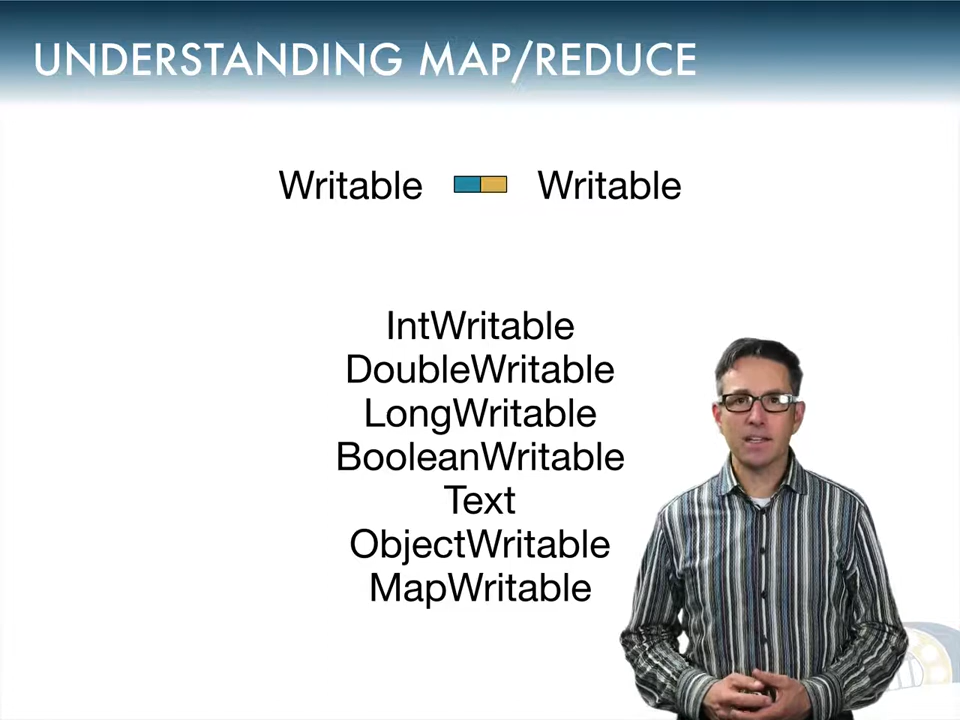 UNDERSTANDING MAP/REDUCE
Writable Writable
IntWritable
DoubleWritable
LongWritable
BooleanWritable
Text
ObjectWritable
MapWritable